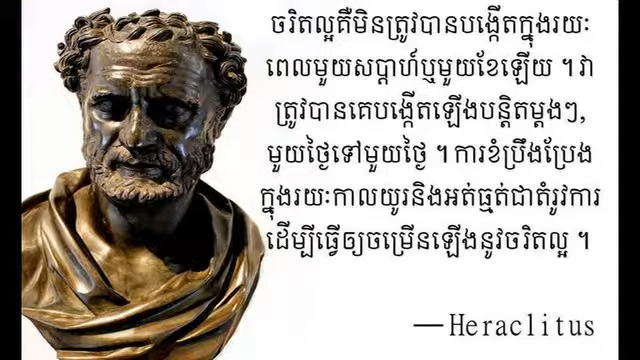 ចរិតល្អគឺមិនត្រូវបានបង្កើតក្នុងរយៈ
ពេលមួយសប្តាហ៍ឬមួយខែឡើយ ។ វា
ត្រូវបានគេបង្កើតឡើងបន្តិតម្តងៗ,
មួយថ្ងៃទៅមួយថ្ងៃ ។ ការខំប្រឹងប្រែង
ក្នុងរយៈកាលយូរនិងអត់ធ្មត់ជាតំរូវការ
ដើម្បីធ្វើឲ្យចម្រើនឡើងនូវចរិតល្អ ។
—Heraclitus